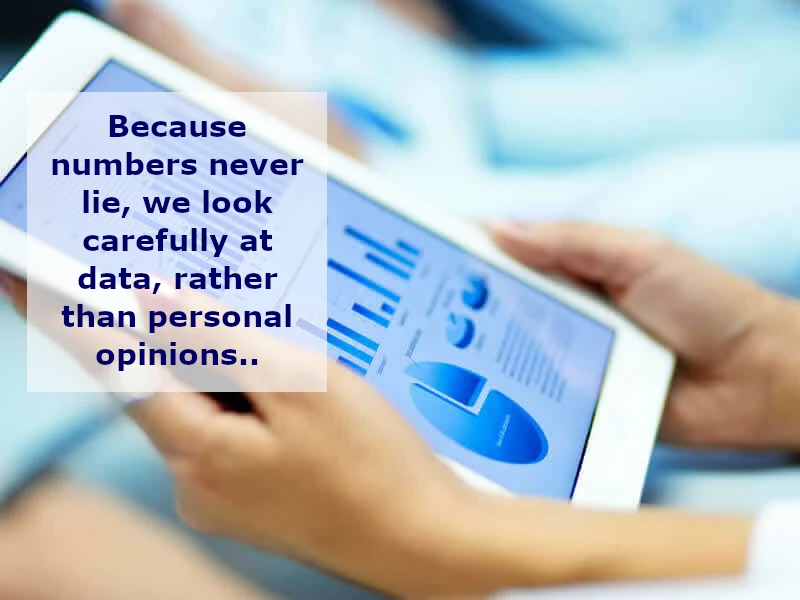 Because
numbers never
lie, we look
carefully at
data, rather
than personal
opinions..